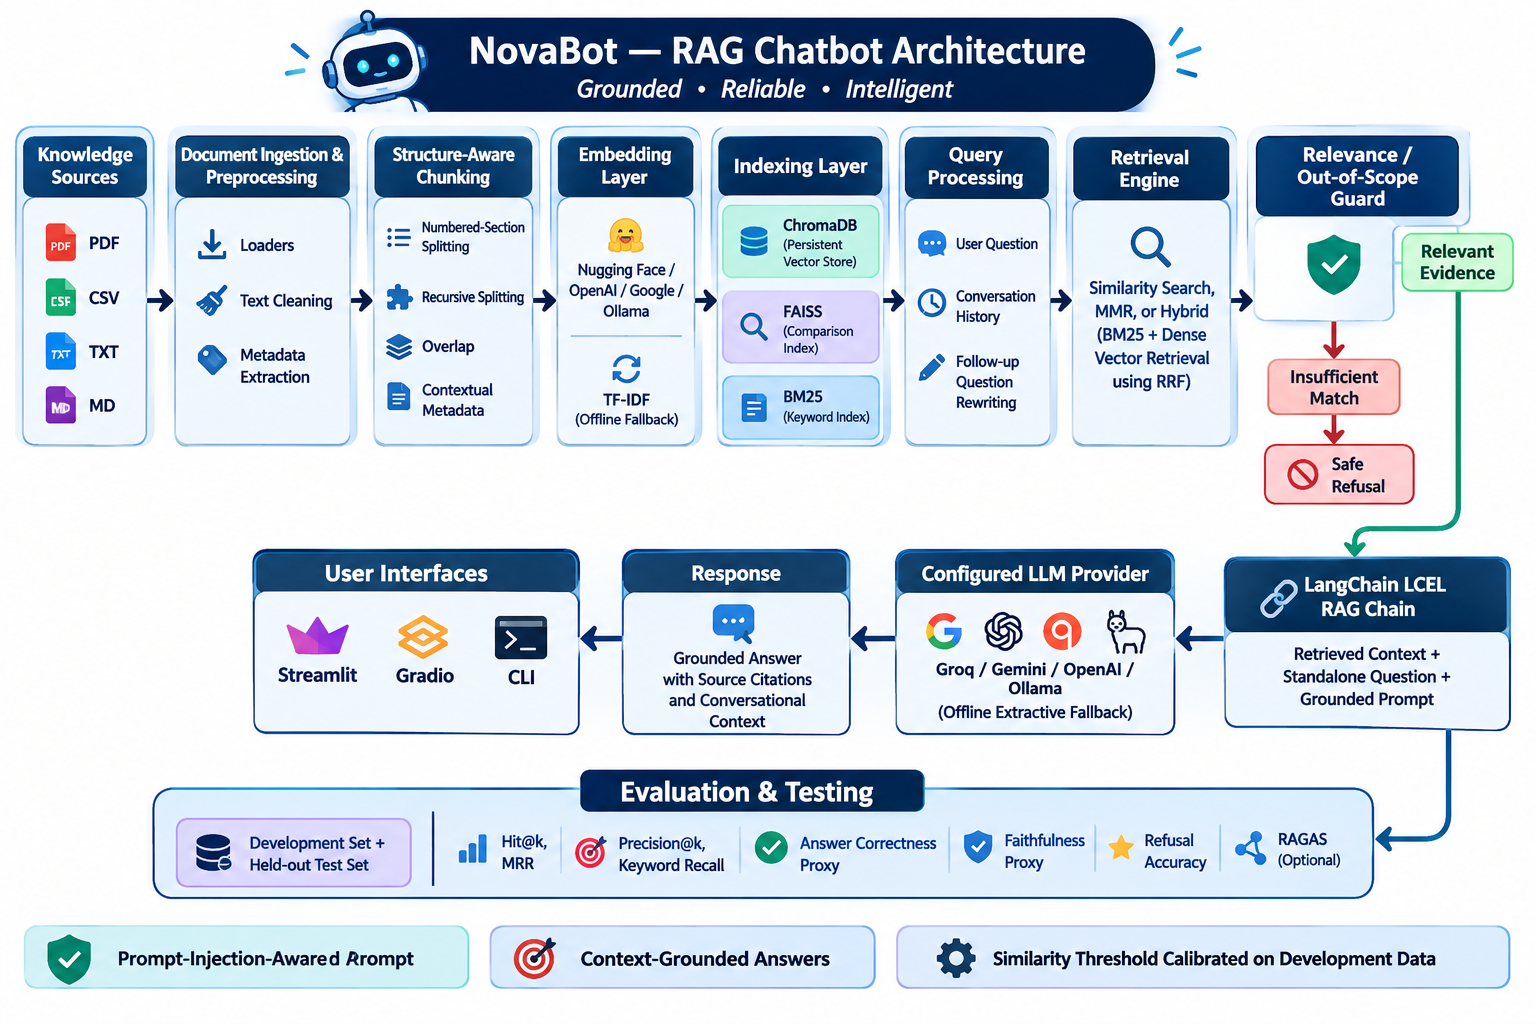 NovaBot — RAG Chatbot Architecture
Grounded • Reliable • Intelligent
Knowledge
Sources
PDF
PDF
CSF
CSV
TXT
TXT
MD
MD
Document Ingestion &
Preprocessing
Loaders
Text Cleaning
Metadata
Extraction
Structure-Aware
Chunking
Numbered-Section
Splitting
Recursive Splitting
Overlap
Contextual
Metadata
Embedding
Layer
Nugging Face /
OpenAI / Google /
Ollama
TF-IDF
(Offline Fallback)
Indexing Layer
ChromaDB
(Persistent
Vector Store)
FAISS
(Comparison
Index)
BM25
(Keyword Index)
Query
Processing
User Question
Conversation
History
Follow-up
Question
Rewriting
Retrieval
Engine
Similarity Search,
MMR, or Hybrid
(BM25 + Dense
Vector Retrieval
using RRF)
Relevance /
Out-of-Scope
Guard
Relevant
Evidence
Insufficient
Match
Safe
Refusal
User Interfaces
Streamlit
Gradio
CLI
Response
Grounded Answer
with Source Citations
and Conversational
Context
Configured LLM Provider
Groq / Gemini / OpenAI /
Ollama
(Offline Extractive Fallback)
LangChain LCEL
RAG Chain
Retrieved Context +
Standalone Question +
Grounded Prompt
Evaluation & Testing
Development Set +
Held-out Test Set
Hit@k,
MRR
Precision@k,
Keyword Recall
Answer Correctness
Proxy
Faithfulness
Proxy
Refusal
Accuracy
RAGAS
(Optional)
Prompt-Injection-Awared Prompt
Context-Grounded Answers
Similarity Threshold Calibrated on Development Data